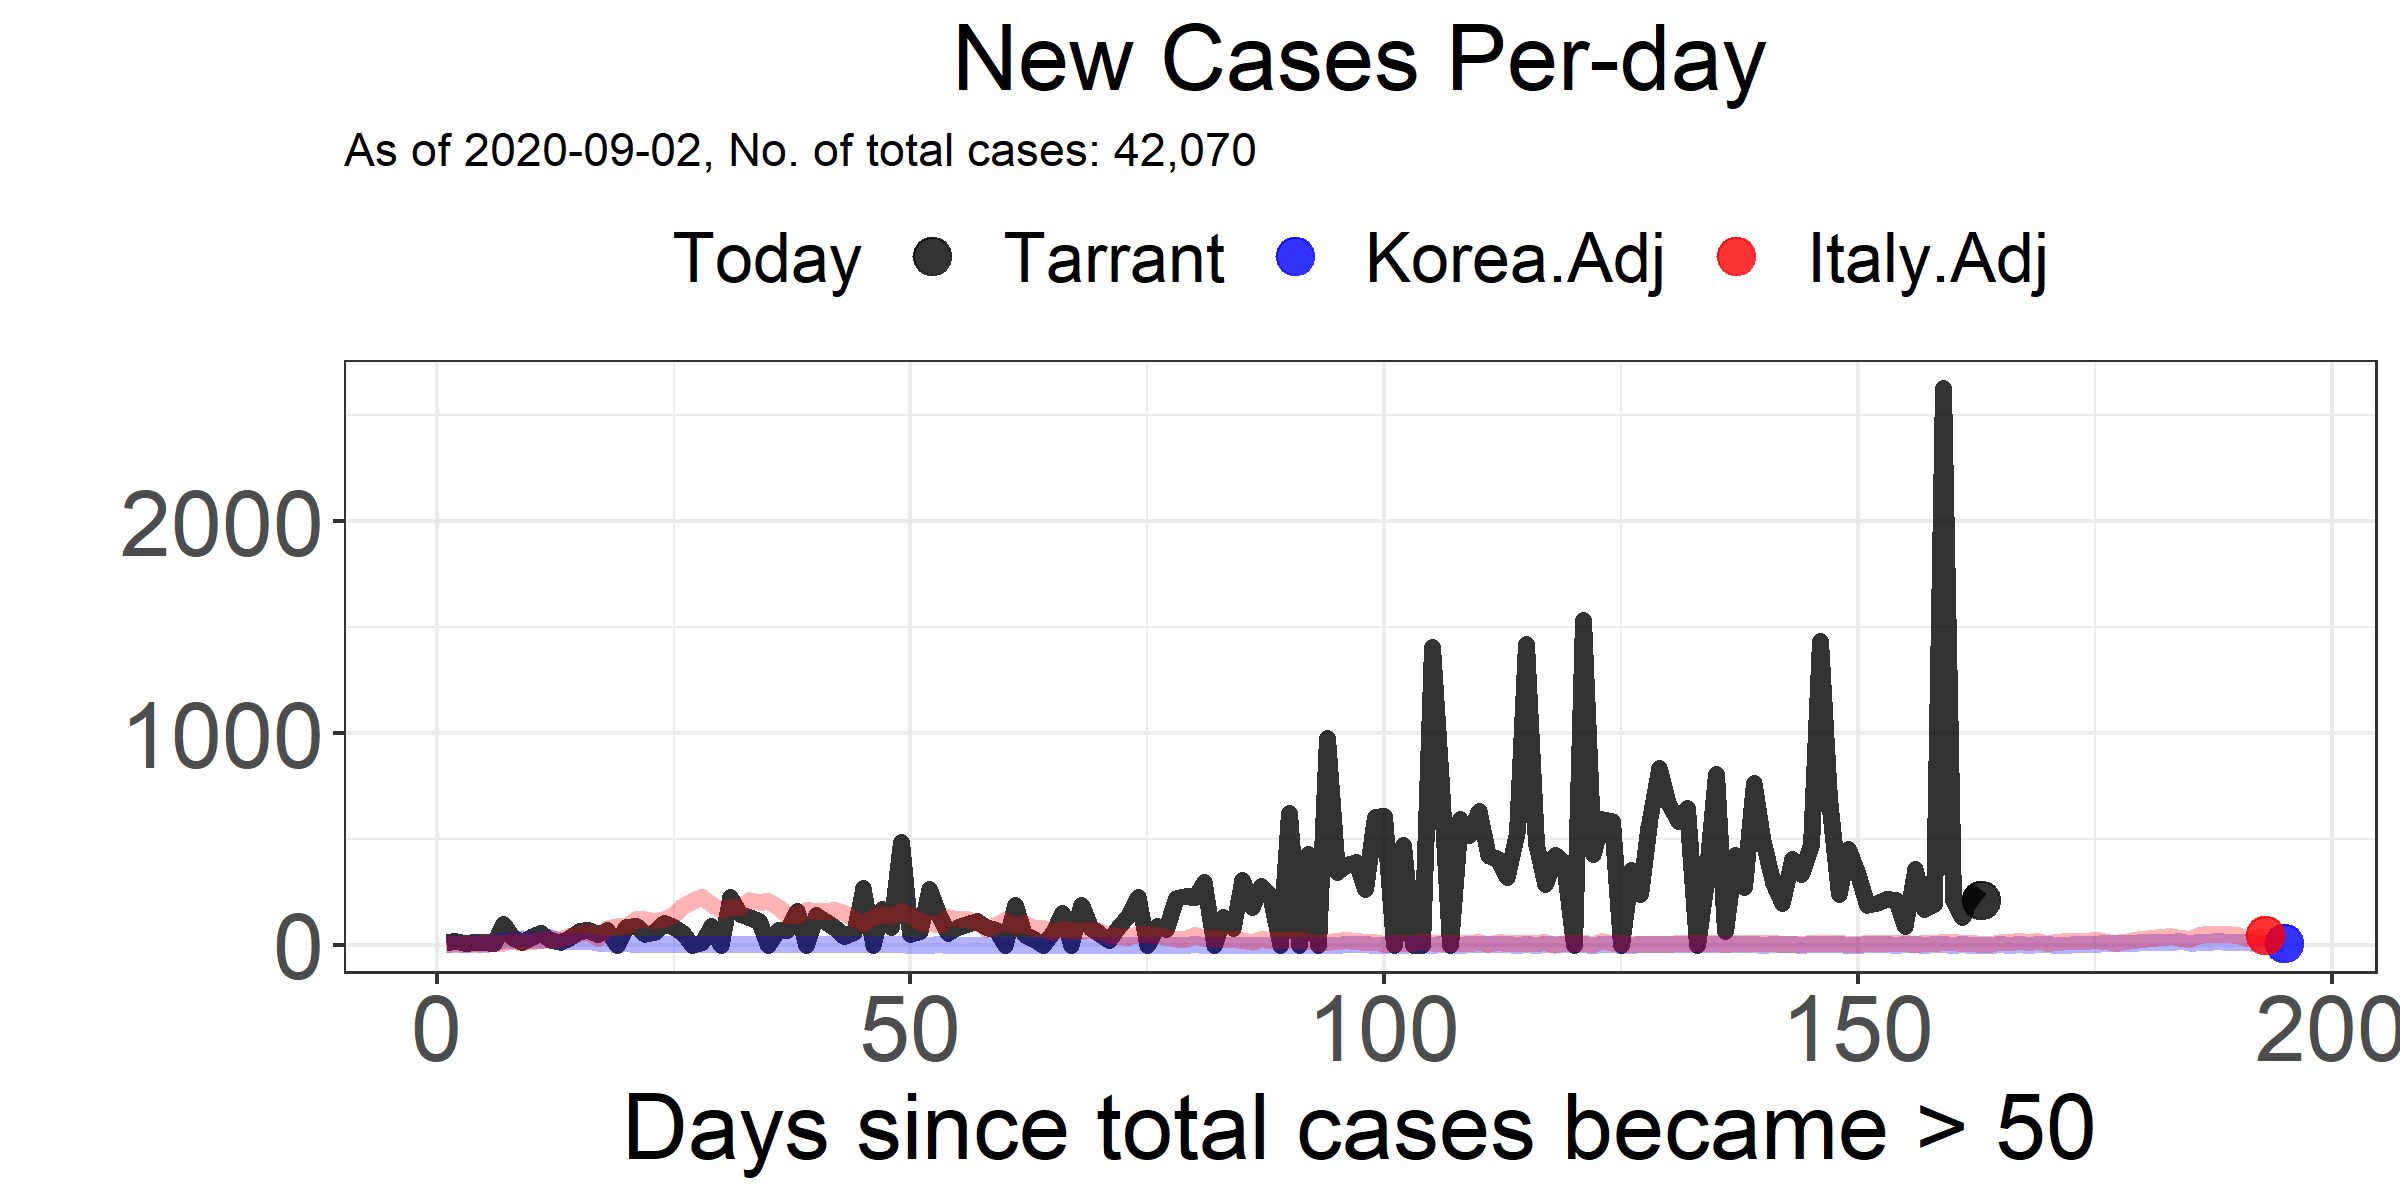 New Cases Per-day
As of 2020-09-02, No. of total cases: 42,070
Today Tarrant Korea.Adj Italy.Adj
2000
1000
0
0 50 100 150 200
Days since total cases became > 50